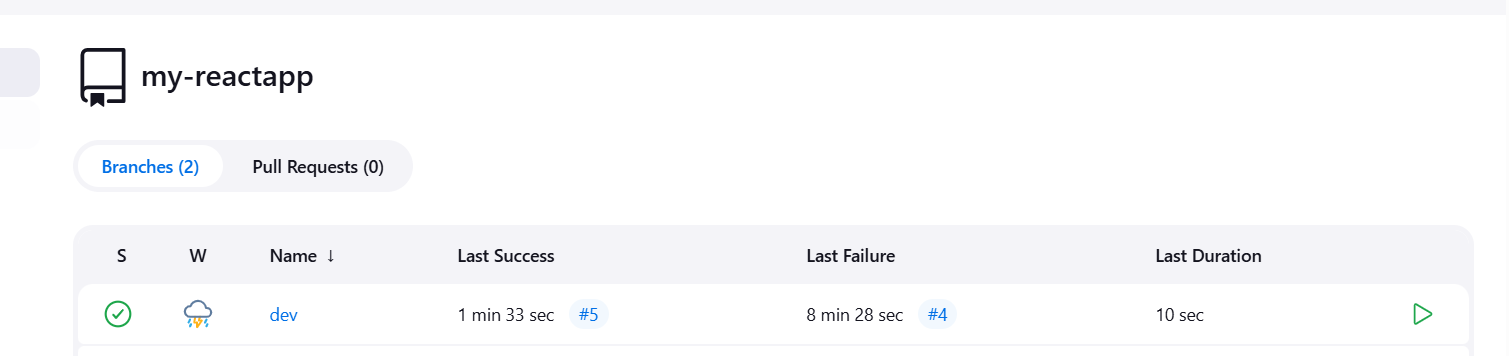 my-reactapp
Branches (2) Pull Requests (0)
S W Name ↓ Last Success Last Failure Last Duration
dev 1 min 33 sec #5 8 min 28 sec #4 10 sec